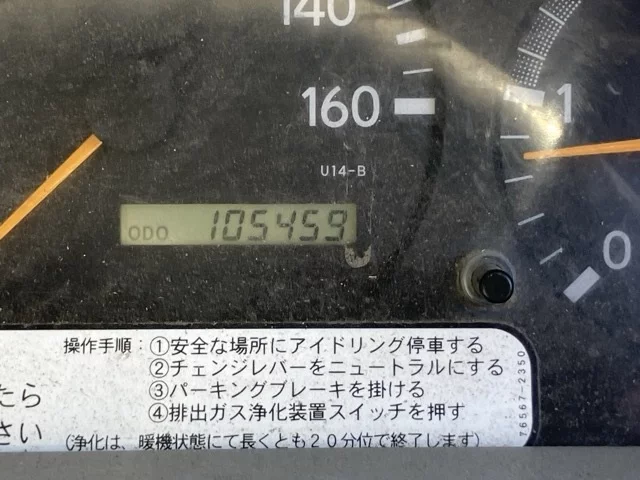 140
160
1
U14-B
ODO 105459
0
操作手順：①安全な場所にアイドリング停車する
②チェンジレバーをニュートラルにする
たら
③パーキングブレーキを掛ける
さい
④排出ガス浄化装置スイッチを押す
（浄化は、暖機状態にて長くとも２０分位で終了します）
76567-2350